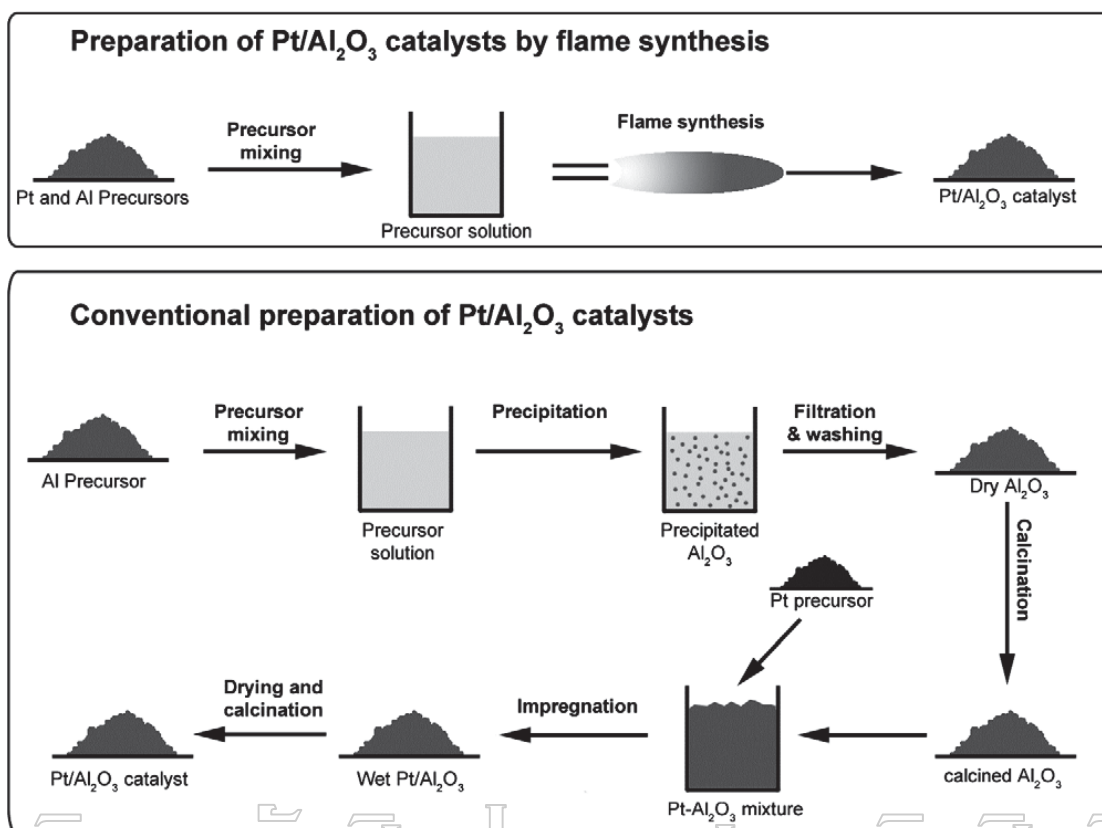 Preparation of Pt/Al₂O₃ catalysts by flame synthesis
Precursor
mixing
Flame synthesis
Pt and Al Precursors
Precursor solution
Pt/Al₂O₃ catalyst
Conventional preparation of Pt/Al₂O₃ catalysts
Precursor
mixing
Precipitation
Filtration
& washing
Al Precursor
Precursor
solution
Precipitated
Al₂O₃
Dry Al₂O₃
Calcination
Pt precursor
Drying and
calcination
Impregnation
Pt/Al₂O₃ catalyst
Wet Pt/Al₂O₃
Pt-Al₂O₃ mixture
calcined Al₂O₃